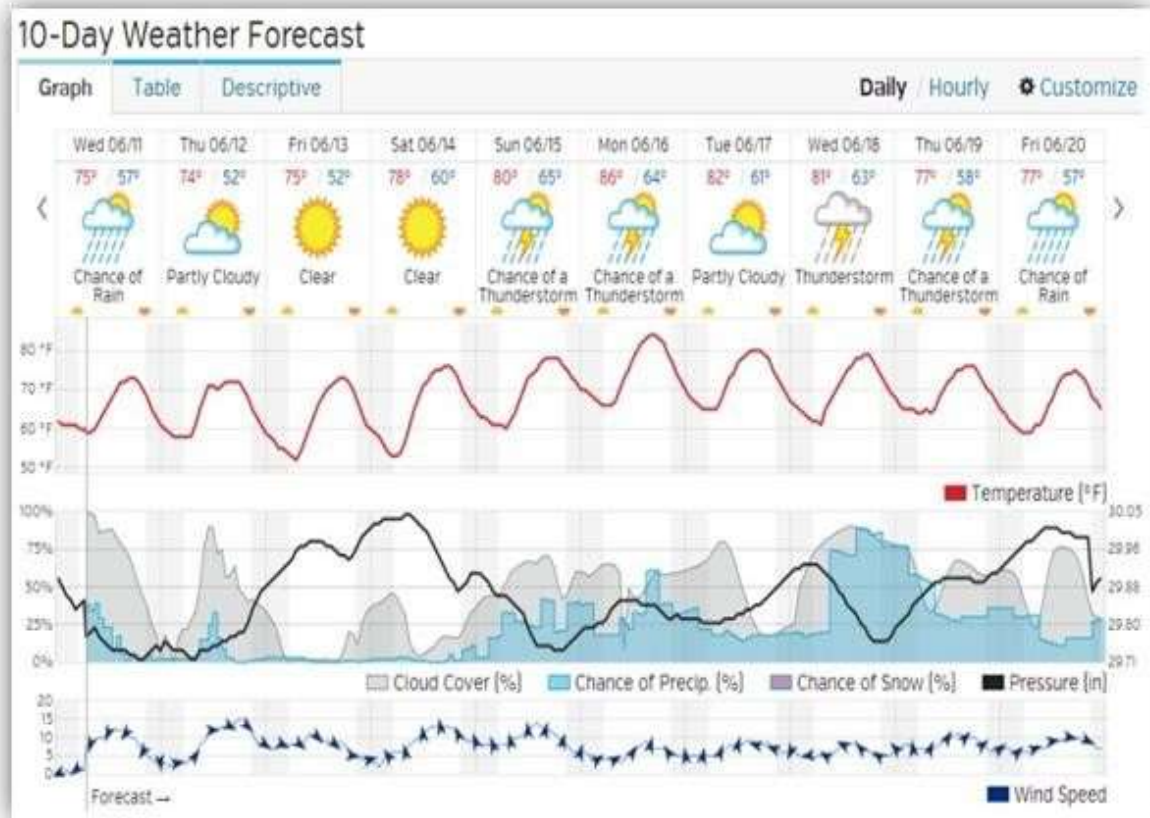 10-Day Weather Forecast
Graph Table Descriptive Daily / Hourly Customize
Wed 06/11 Thu 06/12 Fri 06/13 Sat 06/14 Sun 06/15 Mon 06/16 Tue 06/17 Wed 06/18 Thu 06/19 Fri 06/20
75° / 57° 74° / 52° 75° / 52° 78° / 60° 80° / 65° 86° / 64° 82° / 61° 81° / 63° 77° / 58° 77° / 57°
Chance of Partly Cloudy Clear Clear Chance of a Chance of a Partly Cloudy Thunderstorm Chance of a Chance of
Rain Thunderstorm Thunderstorm Thunderstorm Rain
80 °F
70 °F
60 °F
50 °F
Temperature (°F)
100% 30.03
75% 29.96
50% 29.88
25% 29.80
0% 29.71
Cloud Cover (%) Chance of Precip. (%) Chance of Snow (%) Pressure (in)
20
15
10
5
0
Forecast → Wind Speed